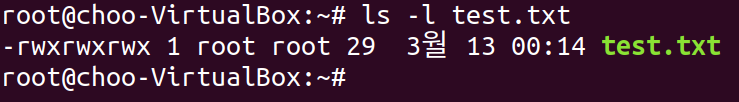 root@choo-VirtualBox:~# ls -l test.txt
-rwxrwxrwx 1 root root 29  3월 13 00:14 test.txt
root@choo-VirtualBox:~#